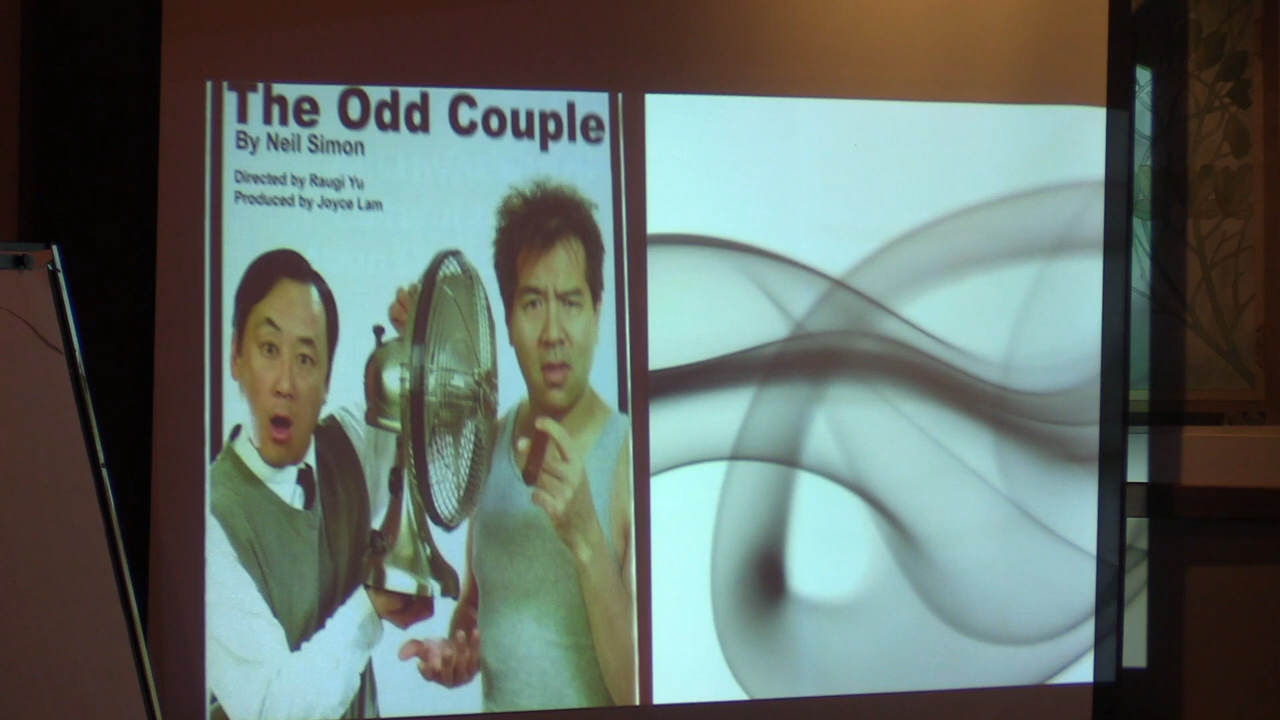 The Odd Couple
By Neil Simon
Directed by Raugi Yu
Produced by Joyce Lam